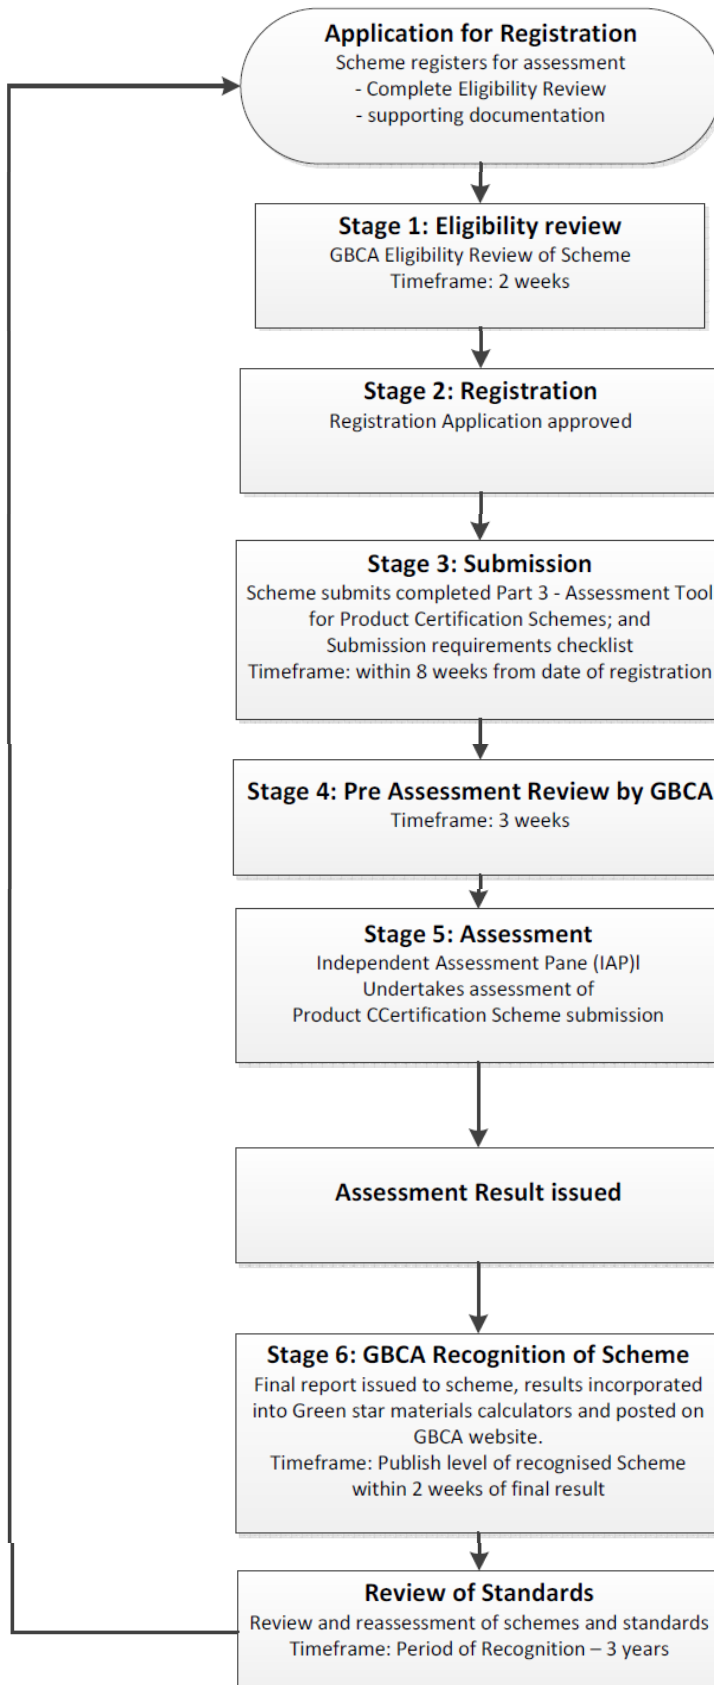 Application for Registration
Scheme registers for assessment
- Complete Eligibility Review
- supporting documentation
Stage 1: Eligibility review
GBCA Eligibility Review of Scheme
Timeframe: 2 weeks
Stage 2: Registration
Registration Application approved
Stage 3: Submission
Scheme submits completed Part 3 - Assessment Tool
for Product Certification Schemes; and
Submission requirements checklist
Timeframe: within 8 weeks from date of registration
Stage 4: Pre Assessment Review by GBCA
Timeframe: 3 weeks
Stage 5: Assessment
Independent Assessment Pane (IAP)l
Undertakes assessment of
Product CCertification Scheme submission
Assessment Result issued
Stage 6: GBCA Recognition of Scheme
Final report issued to scheme, results incorporated
into Green star materials calculators and posted on
GBCA website.
Timeframe: Publish level of recognised Scheme
within 2 weeks of final result
Review of Standards
Review and reassessment of schemes and standards
Timeframe: Period of Recognition – 3 years